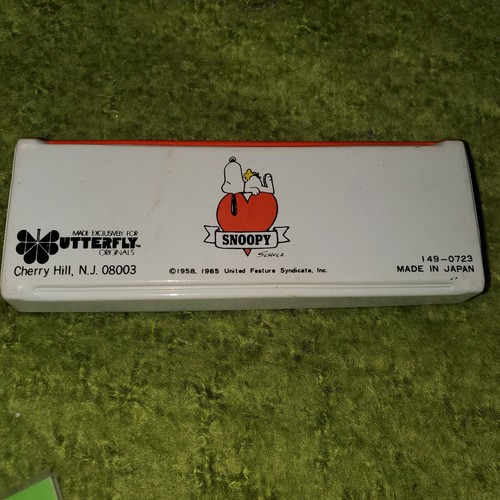 SNOOPY
SCHULZ
MADE EXCLUSIVELY FOR
BUTTERFLY™
ORIGINALS
Cherry Hill, N.J. 08003
©1958, 1965 United Feature Syndicate, Inc.
149-0723
MADE IN JAPAN